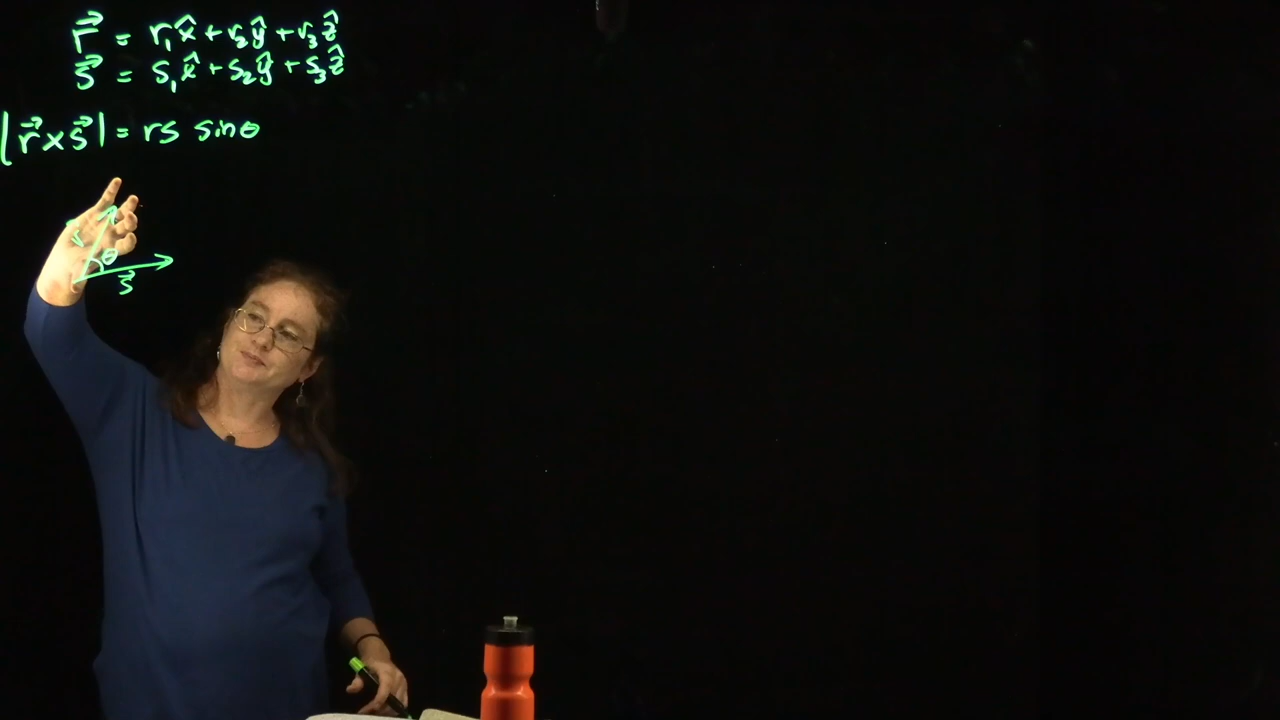 r⃗ = r₁x̂ + r₂ŷ + r₃ẑ
s⃗ = s₁x̂ + s₂ŷ + s₃ẑ
|r⃗ × s⃗| = rs sinθ
θ
s⃗